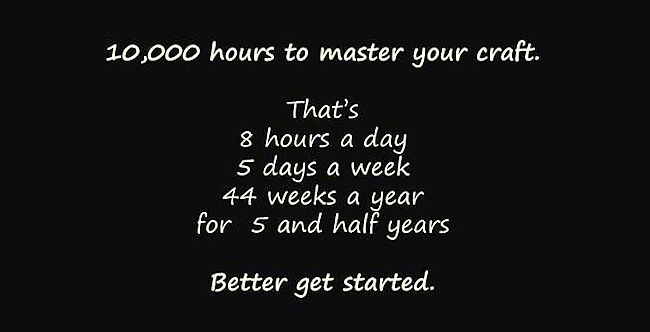 10,000 hours to master your craft.
That's
8 hours a day
5 days a week
44 weeks a year
for 5 and half years
Better get started.